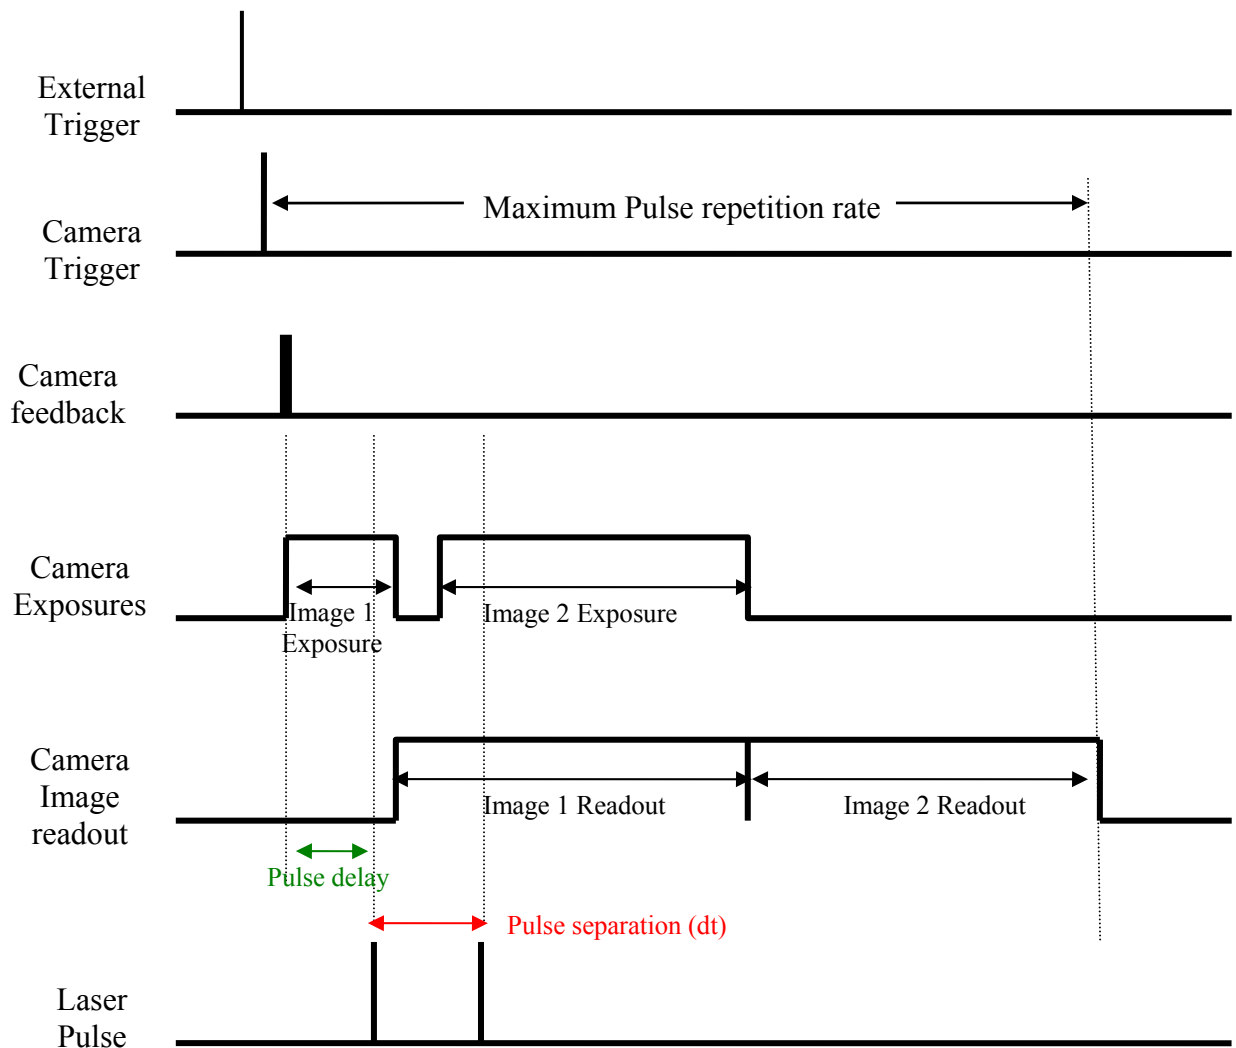 External
Trigger
Maximum Pulse repetition rate
Camera
Trigger
Camera
feedback
Camera
Exposures
Image 1
Exposure
Image 2 Exposure
Camera
Image
readout
Image 1 Readout
Image 2 Readout
Pulse delay
Pulse separation (dt)
Laser
Pulse